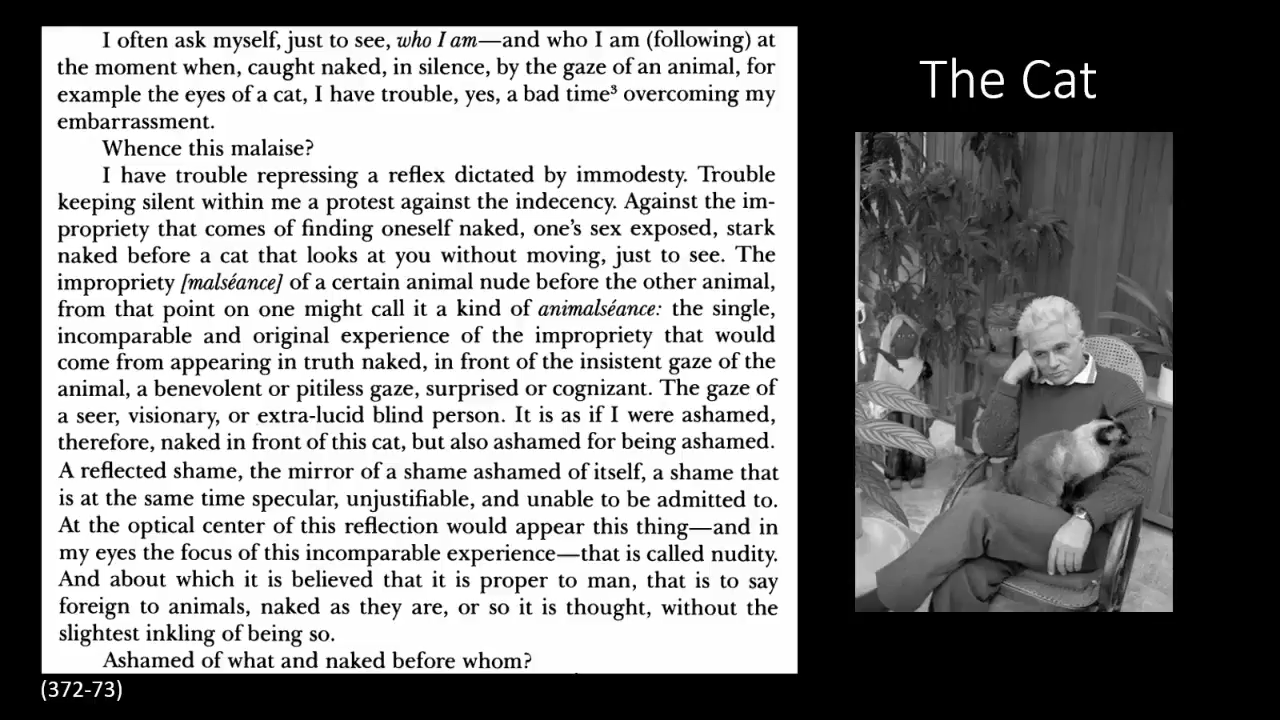 I often ask myself, just to see, who I am—and who I am (following) at
the moment when, caught naked, in silence, by the gaze of an animal, for
example the eyes of a cat, I have trouble, yes, a bad time³ overcoming my
embarrassment.
Whence this malaise?
I have trouble repressing a reflex dictated by immodesty. Trouble
keeping silent within me a protest against the indecency. Against the im-
propriety that comes of finding oneself naked, one's sex exposed, stark
naked before a cat that looks at you without moving, just to see. The
impropriety [malséance] of a certain animal nude before the other animal,
from that point on one might call it a kind of animalséance: the single,
incomparable and original experience of the impropriety that would
come from appearing in truth naked, in front of the insistent gaze of the
animal, a benevolent or pitiless gaze, surprised or cognizant. The gaze of
a seer, visionary, or extra-lucid blind person. It is as if I were ashamed,
therefore, naked in front of this cat, but also ashamed for being ashamed.
A reflected shame, the mirror of a shame ashamed of itself, a shame that
is at the same time specular, unjustifiable, and unable to be admitted to.
At the optical center of this reflection would appear this thing—and in
my eyes the focus of this incomparable experience—that is called nudity.
And about which it is believed that it is proper to man, that is to say
foreign to animals, naked as they are, or so it is thought, without the
slightest inkling of being so.
Ashamed of what and naked before whom?
(372-73)
The Cat